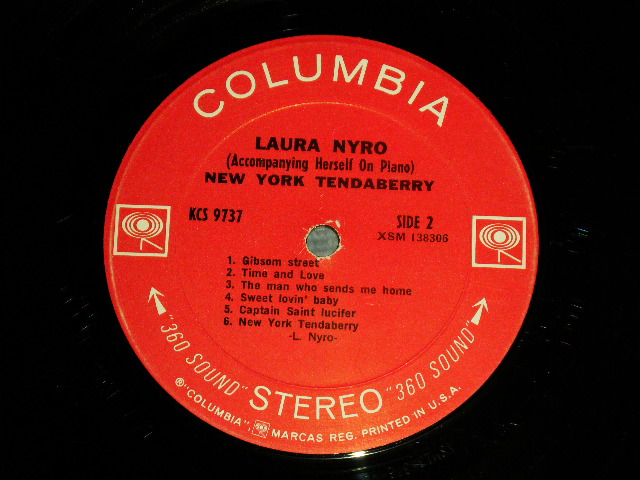 COLUMBIA
LAURA NYRO
(Accompanying Herself On Piano)
NEW YORK TENDABERRY
KCS 9737
SIDE 2
XSM 138306
1. Gibsom street
2. Time and Love
3. The man who sends me home
4. Sweet lovin' baby
5. Captain Saint lucifer
6. New York Tendaberry
-L. Nyro-
"360 SOUND" STEREO "360 SOUND"
®"COLUMBIA", MARCAS REG. PRINTED IN U.S.A.